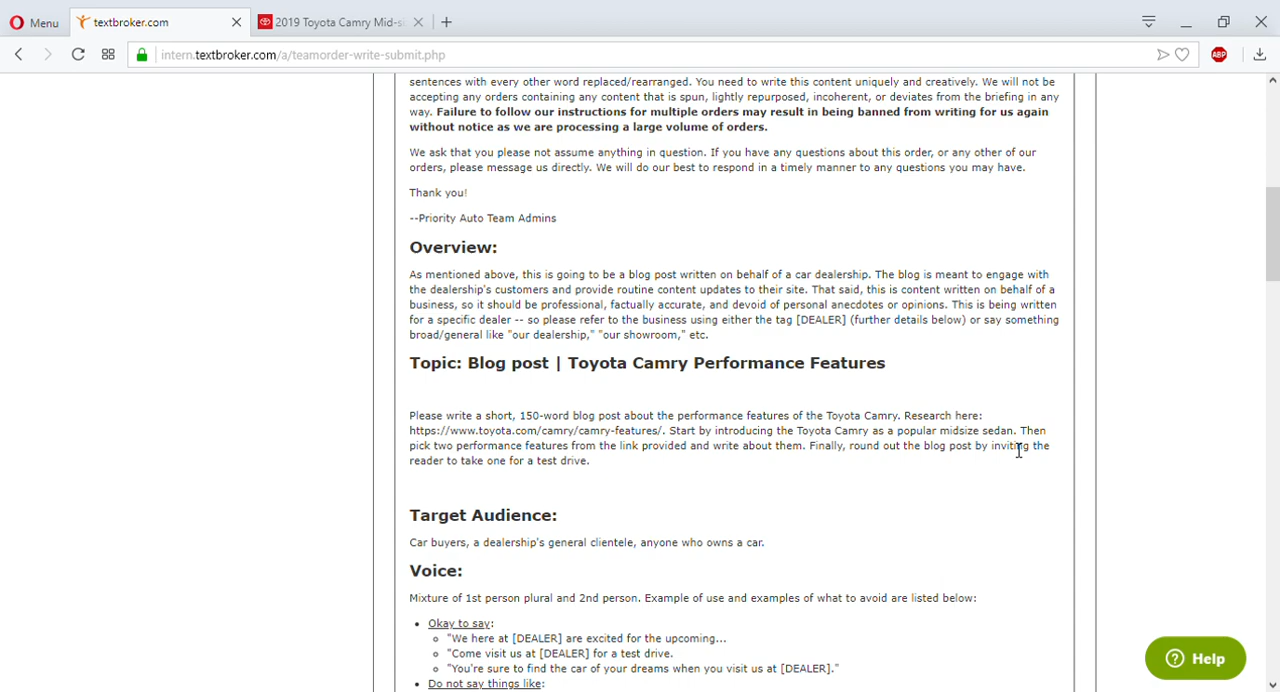 Menu
textbroker.com
2019 Toyota Camry Mid-si
intern.textbroker.com/a/teamorder-write-submit.php
ABP
sentences with every other word replaced/rearranged. You need to write this content uniquely and creatively. We will not be
accepting any orders containing any content that is spun, lightly repurposed, incoherent, or deviates from the briefing in any
way. Failure to follow our instructions for multiple orders may result in being banned from writing for us again
without notice as we are processing a large volume of orders.
We ask that you please not assume anything in question. If you have any questions about this order, or any other of our
orders, please message us directly. We will do our best to respond in a timely manner to any questions you may have.
Thank you!
--Priority Auto Team Admins
Overview:
As mentioned above, this is going to be a blog post written on behalf of a car dealership. The blog is meant to engage with
the dealership's customers and provide routine content updates to their site. That said, this is content written on behalf of a
business, so it should be professional, factually accurate, and devoid of personal anecdotes or opinions. This is being written
for a specific dealer -- so please refer to the business using either the tag [DEALER] (further details below) or say something
broad/general like "our dealership," "our showroom," etc.
Topic: Blog post | Toyota Camry Performance Features
Please write a short, 150-word blog post about the performance features of the Toyota Camry. Research here:
https://www.toyota.com/camry/camry-features/. Start by introducing the Toyota Camry as a popular midsize sedan. Then
pick two performance features from the link provided and write about them. Finally, round out the blog post by inviting the
reader to take one for a test drive.
Target Audience:
Car buyers, a dealership's general clientele, anyone who owns a car.
Voice:
Mixture of 1st person plural and 2nd person. Example of use and examples of what to avoid are listed below:
Okay to say:
"We here at [DEALER] are excited for the upcoming...
"Come visit us at [DEALER] for a test drive.
"You're sure to find the car of your dreams when you visit us at [DEALER]."
Do not say things like:
Help